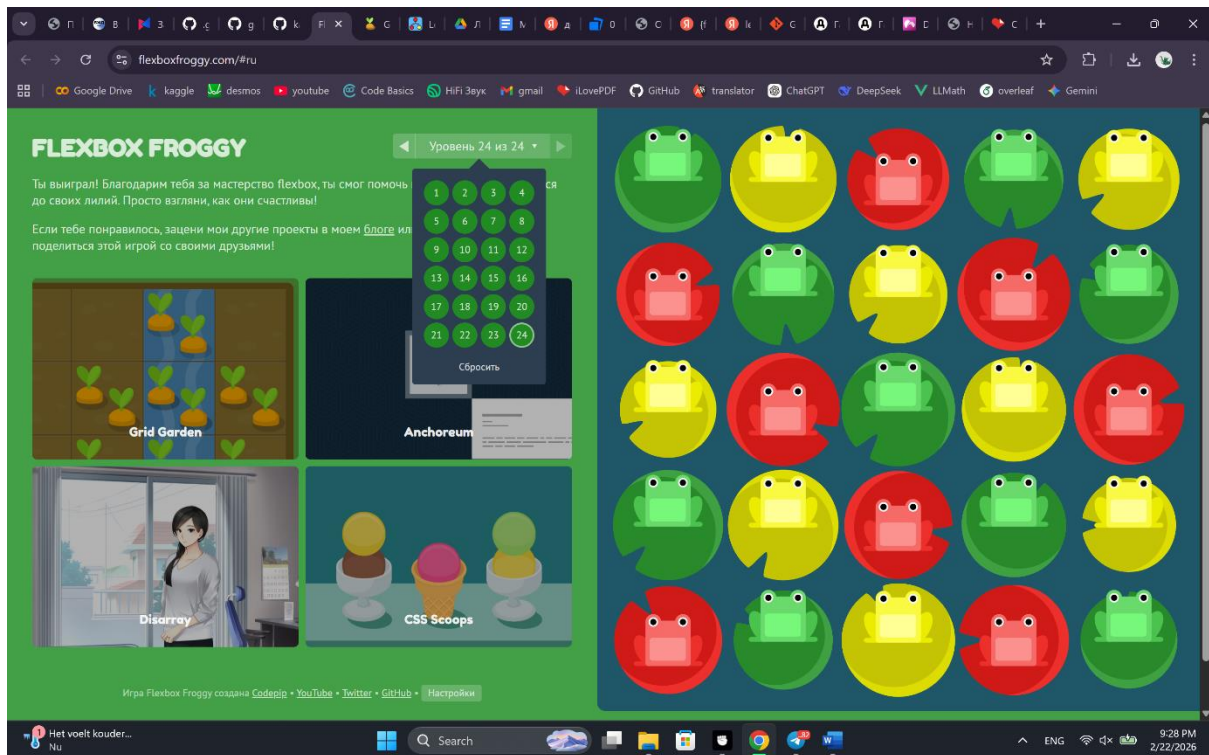 flexboxfroggy.com/#ru
Google Drive kaggle desmos youtube Code Basics HiFi Звук gmail iLovePDF GitHub translator ChatGPT DeepSeek LLMath overleaf Gemini
FLEXBOX FROGGY
Уровень 24 из 24
Ты выиграл! Благодарим тебя за мастерство flexbox, ты смог помочь
до своих лилий. Просто взгляни, как они счастливы!
Если тебе понравилось, зацени мои другие проекты в моем блоге или
поделиться этой игрой со своими друзьями!
1 2 3 4
5 6 7 8
9 10 11 12
13 14 15 16
17 18 19 20
21 22 23 24
Сбросить
Grid Garden
Anchoreum
Disarray
CSS Scoops
Игра Flexbox Froggy создана Codepip • YouTube • Twitter • GitHub • Настройки
1
Het voelt kouder...
Nu
Search
ENG
9:28 PM
2/22/2026